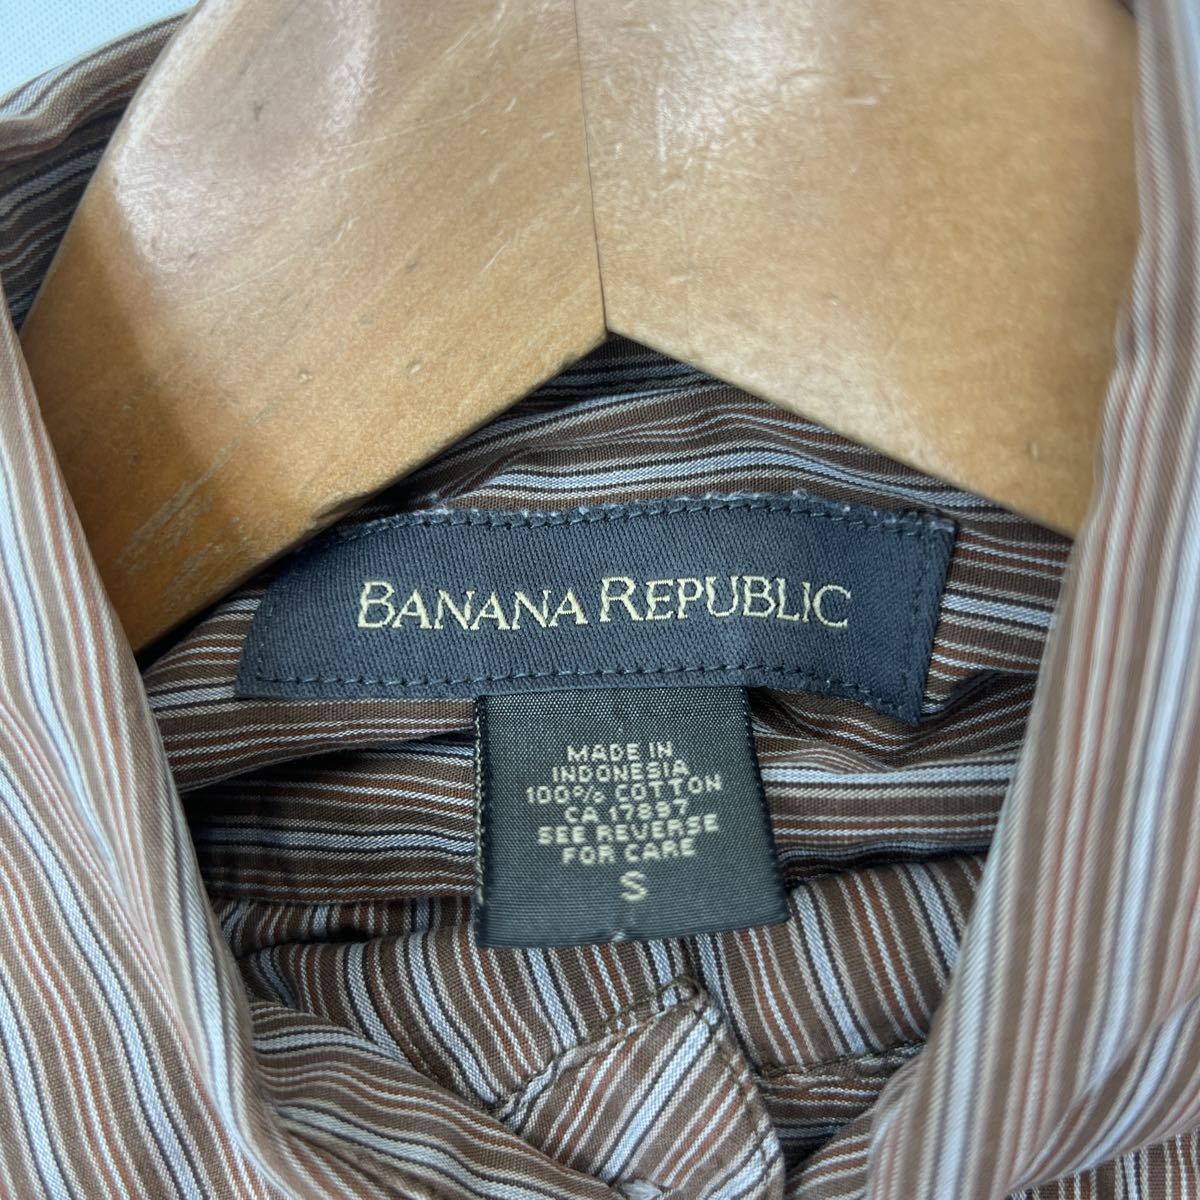 BANANA REPUBLIC
MADE IN
INDONESIA
100% COTTON
CA 17897
SEE REVERSE
FOR CARE
S